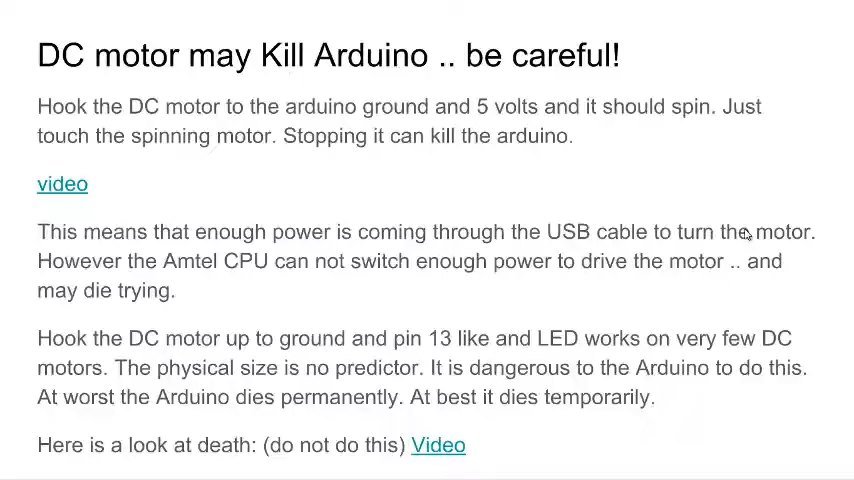 DC motor may Kill Arduino .. be careful!
Hook the DC motor to the arduino ground and 5 volts and it should spin. Just
touch the spinning motor. Stopping it can kill the arduino.
video
This means that enough power is coming through the USB cable to turn the motor.
However the Amtel CPU can not switch enough power to drive the motor .. and
may die trying.
Hook the DC motor up to ground and pin 13 like and LED works on very few DC
motors. The physical size is no predictor. It is dangerous to the Arduino to do this.
At worst the Arduino dies permanently. At best it dies temporarily.
Here is a look at death: (do not do this) Video